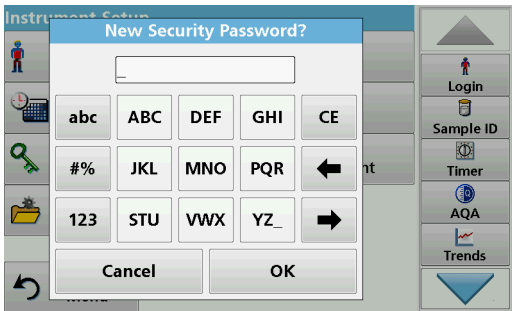 Instrument Setup
New Security Password?
_
abc ABC DEF GHI CE
#% JKL MNO PQR
123 STU VWX YZ_
Cancel OK
Menu
Login
Sample ID
Timer
AQA
Trends